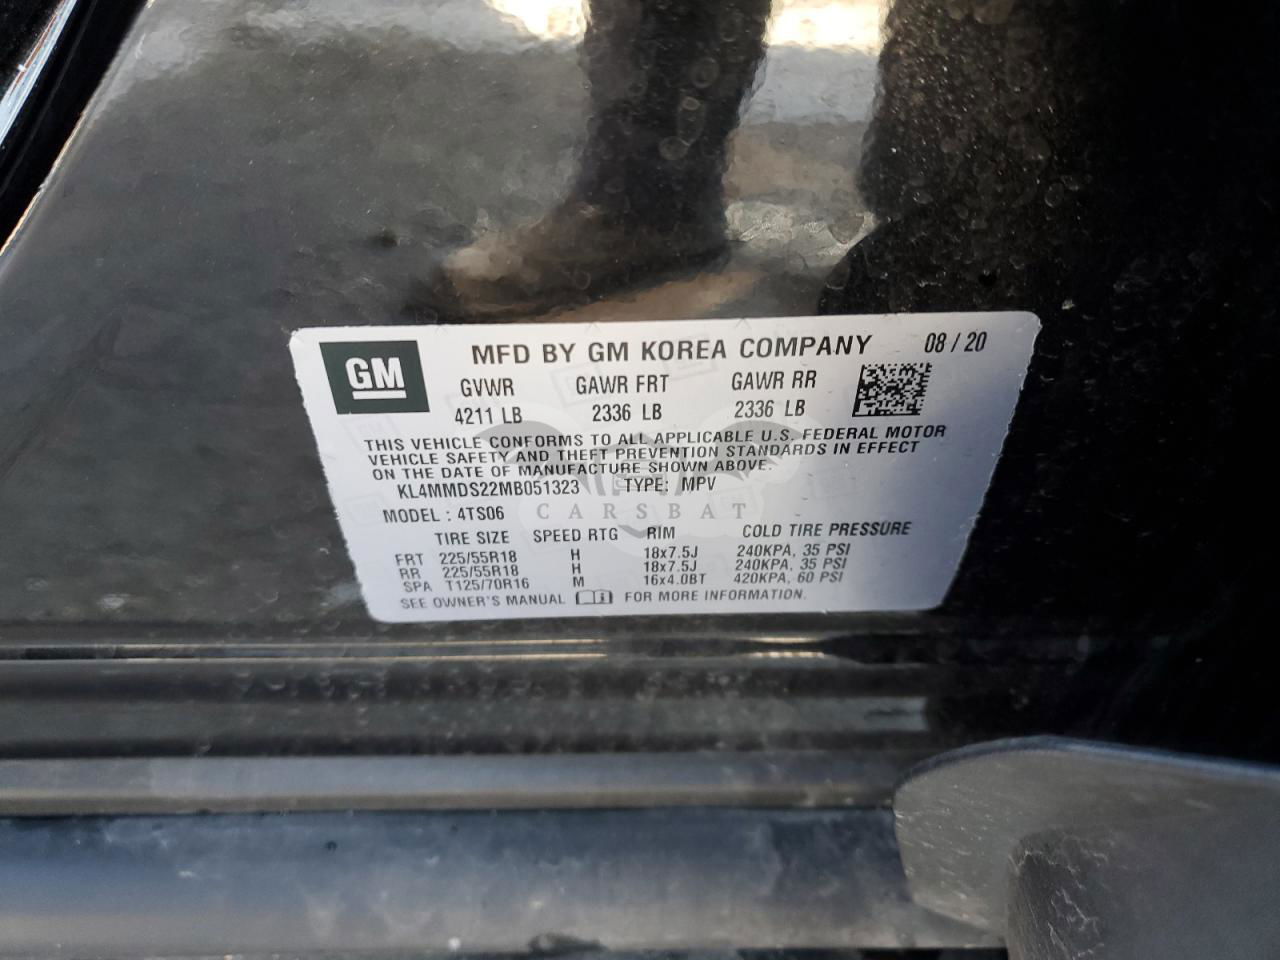 GM MFD BY GM KOREA COMPANY 08 / 20
GVWR GAWR FRT GAWR RR
4211 LB 2336 LB 2336 LB
THIS VEHICLE CONFORMS TO ALL APPLICABLE U.S. FEDERAL MOTOR
VEHICLE SAFETY AND THEFT PREVENTION STANDARDS IN EFFECT
ON THE DATE OF MANUFACTURE SHOWN ABOVE.
KL4MMDS22MB051323 TYPE: MPV
MODEL : 4TS06
CARSBAT
TIRE SIZE SPEED RTG RIM COLD TIRE PRESSURE
FRT 225/55R18 H 18x7.5J 240KPA, 35 PSI
RR 225/55R18 H 18x7.5J 240KPA, 35 PSI
SPA T125/70R16 M 16x4.0BT 420KPA, 60 PSI
SEE OWNER'S MANUAL FOR MORE INFORMATION.